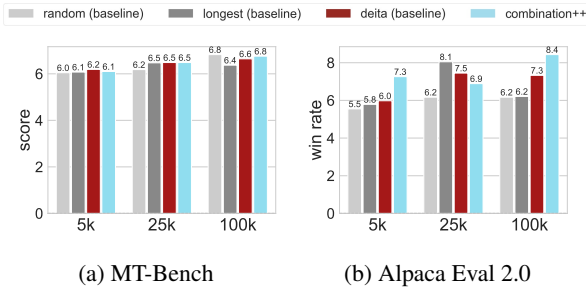 random (baseline) longest (baseline) deita (baseline) combination++
score
6
4
2
0
6.0 6.1 6.2 6.1
6.2 6.5 6.5 6.5
6.8 6.4 6.6 6.8
5k 25k 100k
(a) MT-Bench
win rate
8
6
4
2
0
5.5 5.8 6.0 7.3
6.2 8.1 7.5 6.9
6.2 6.2 7.3 8.4
5k 25k 100k
(b) Alpaca Eval 2.0